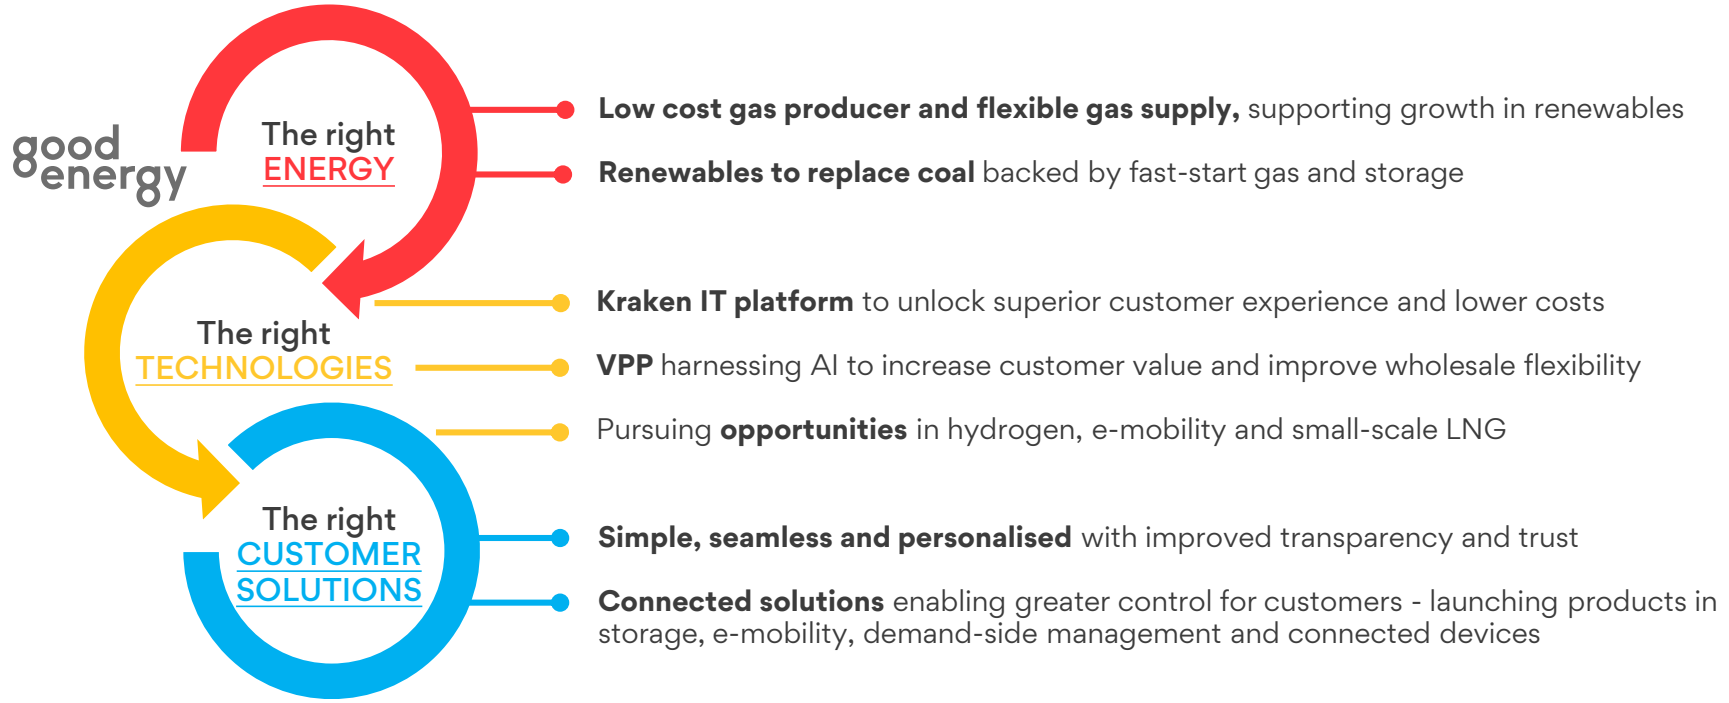 good
energy
The right
ENERGY
Low cost gas producer and flexible gas supply, supporting growth in renewables
Renewables to replace coal backed by fast-start gas and storage
The right
TECHNOLOGIES
Kraken IT platform to unlock superior customer experience and lower costs
VPP harnessing AI to increase customer value and improve wholesale flexibility
Pursuing opportunities in hydrogen, e-mobility and small-scale LNG
The right
CUSTOMER
SOLUTIONS
Simple, seamless and personalised with improved transparency and trust
Connected solutions enabling greater control for customers - launching products in
storage, e-mobility, demand-side management and connected devices